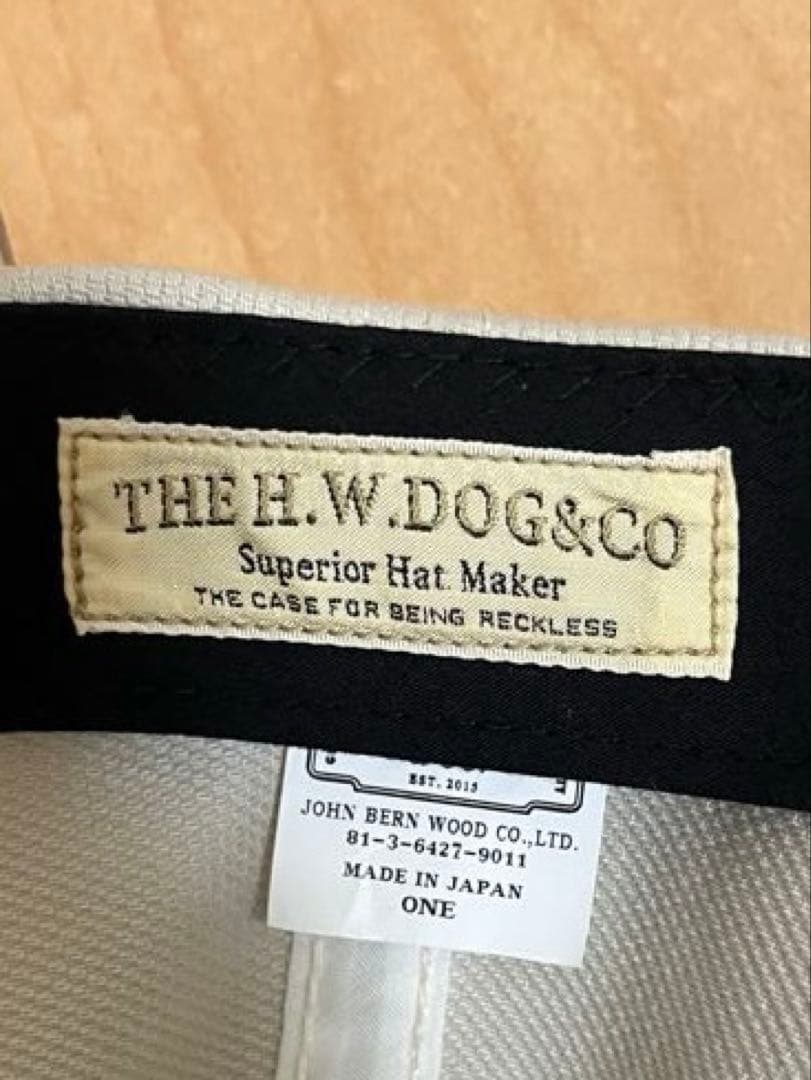 THE H.W.DOG&CO
Superior Hat Maker
THE CASE FOR BEING RECKLESS
EST. 2015
JOHN BERN WOOD CO.,LTD.
81-3-6427-9011
MADE IN JAPAN
ONE